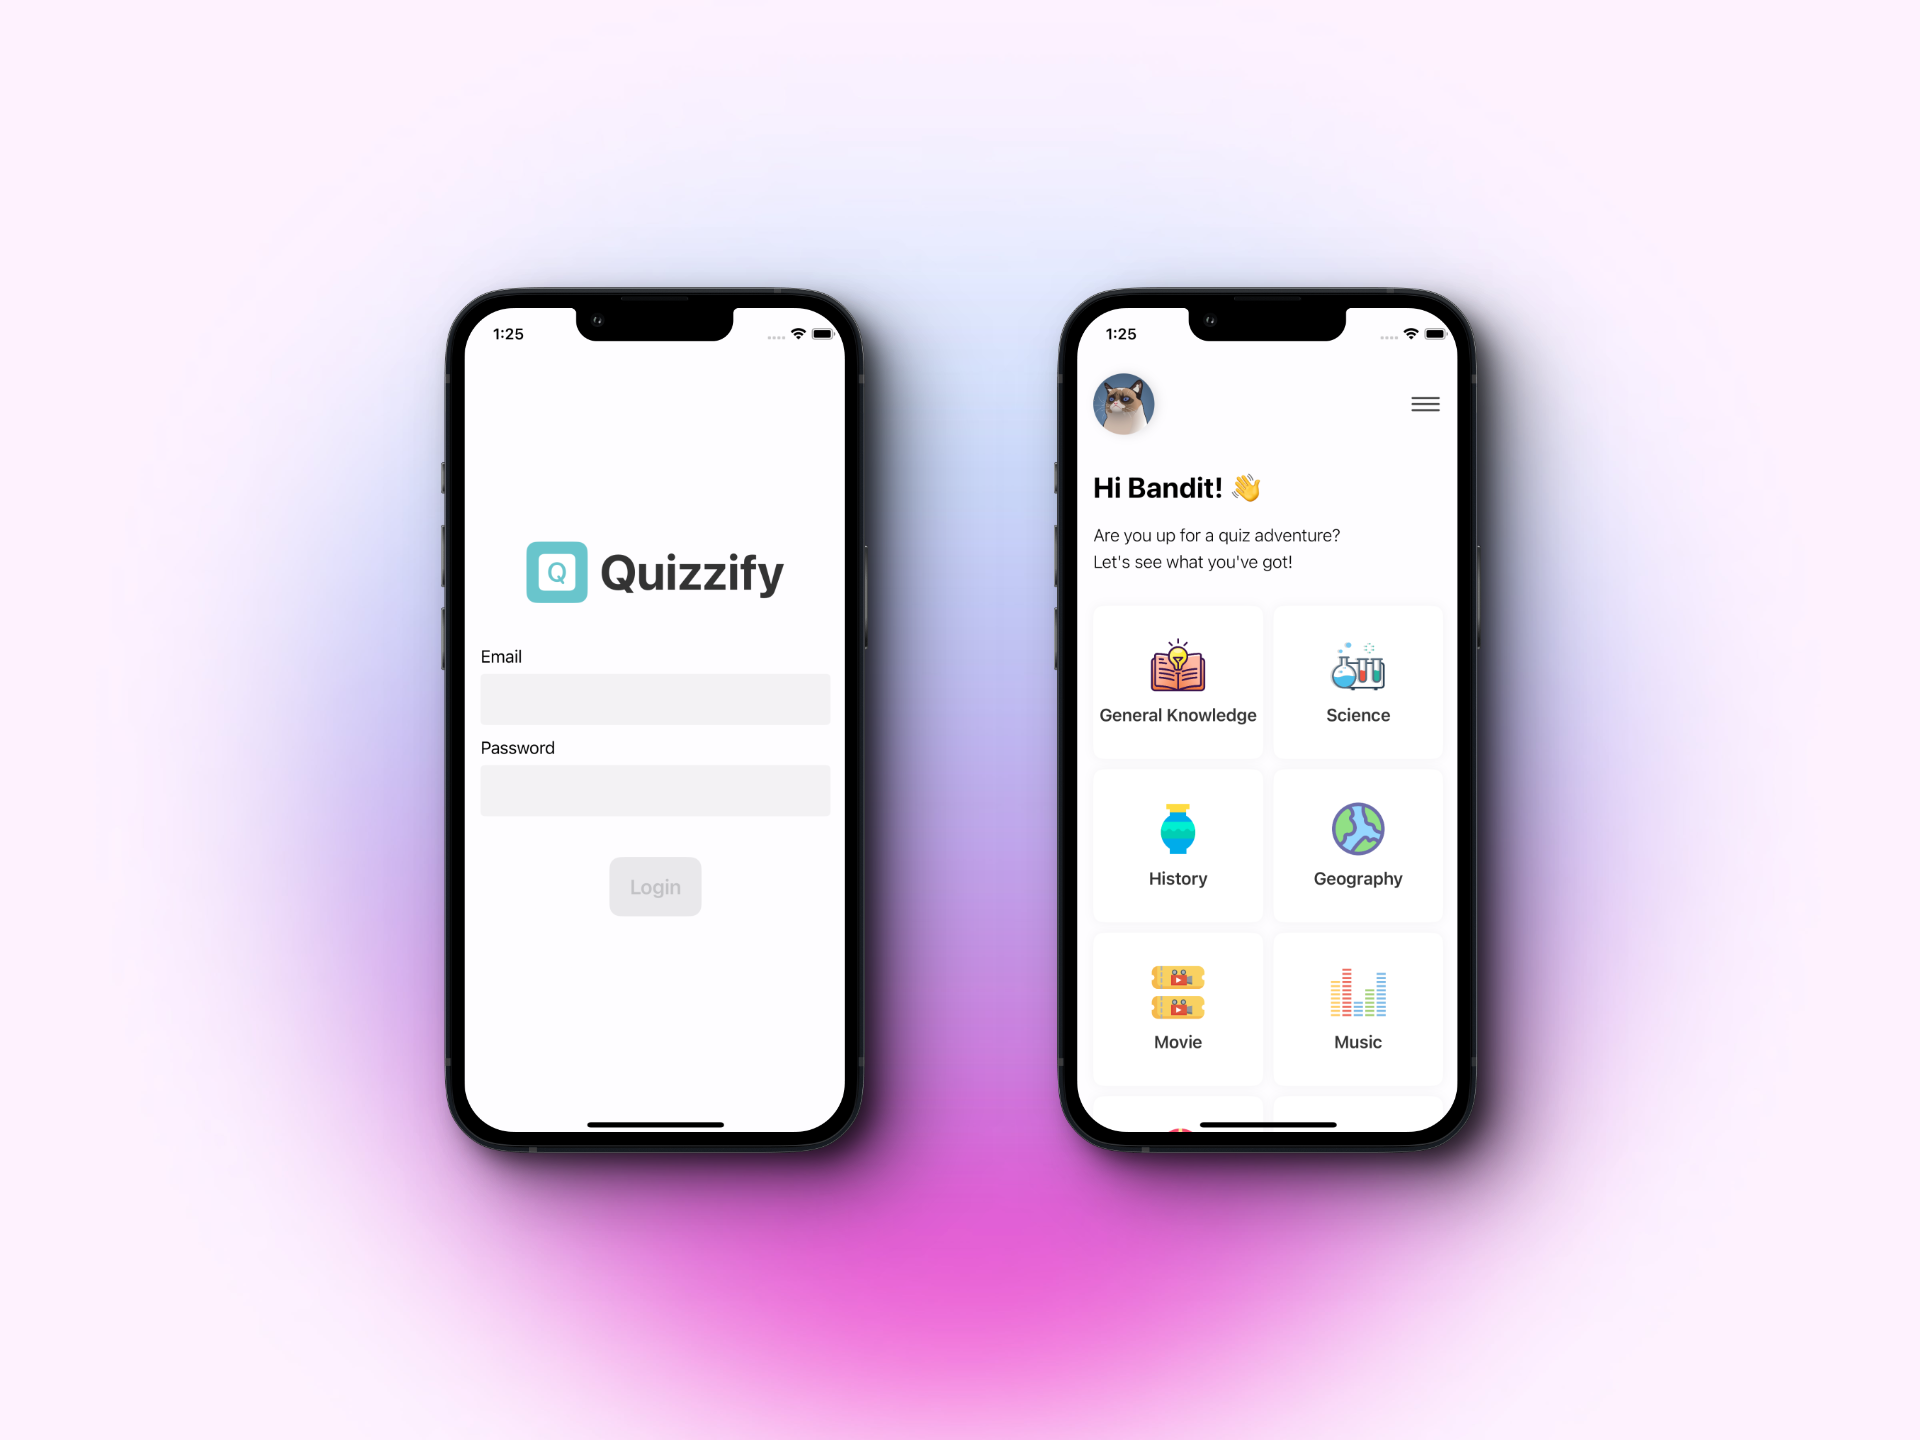 1:25
Q Quizzify
Email
Password
Login
1:25
Hi Bandit! 👋
Are you up for a quiz adventure?
Let's see what you've got!
General Knowledge
Science
History
Geography
Movie
Music